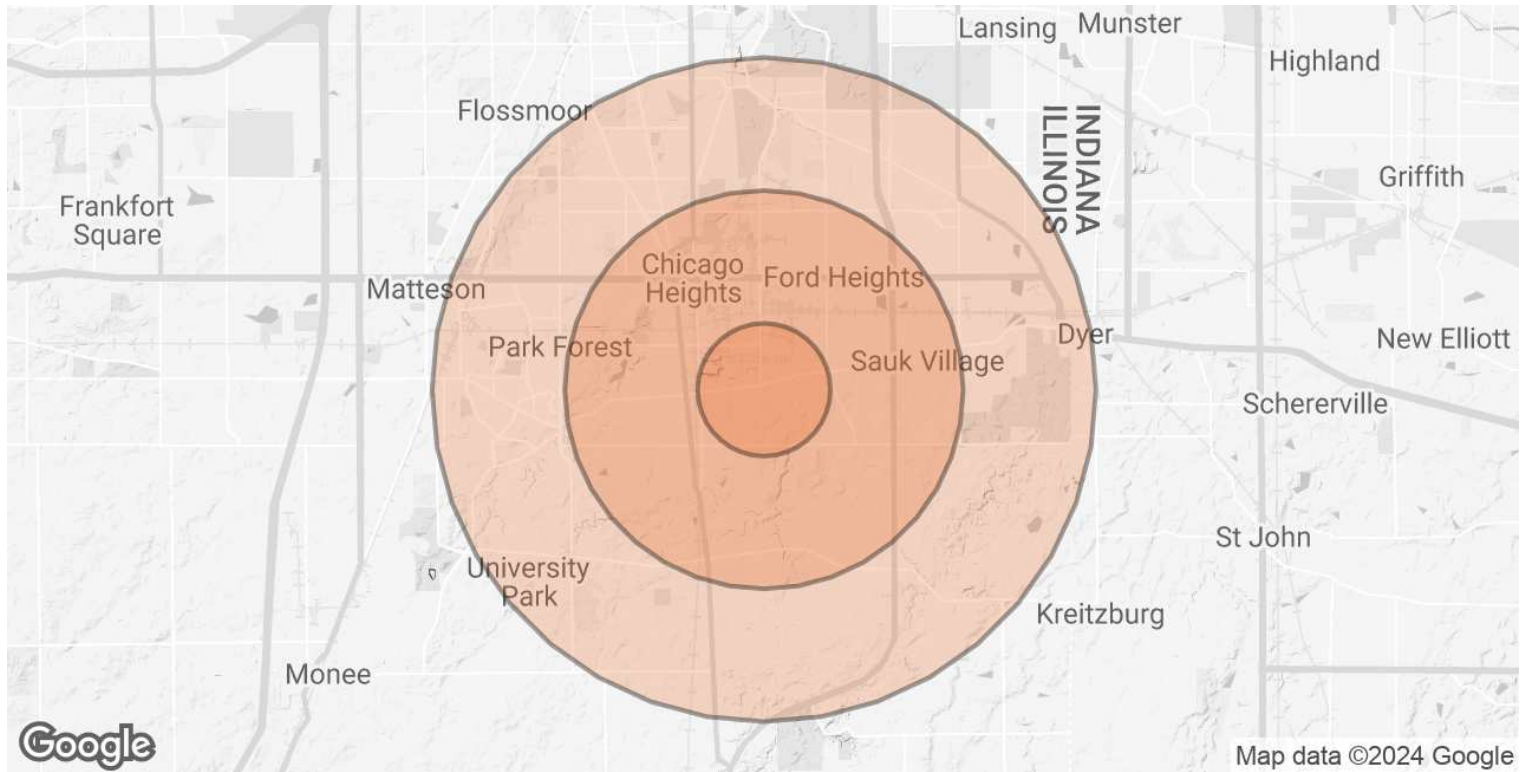 Lansing
Munster
Highland
Flossmoor
INDIANA
ILLINOIS
Griffith
Frankfort
Square
Chicago
Heights
Ford Heights
Matteson
Park Forest
Dyer
New Elliott
Sauk Village
Schererville
St John
University
Park
Kreitzburg
Monee
Google
Map data ©2024 Google